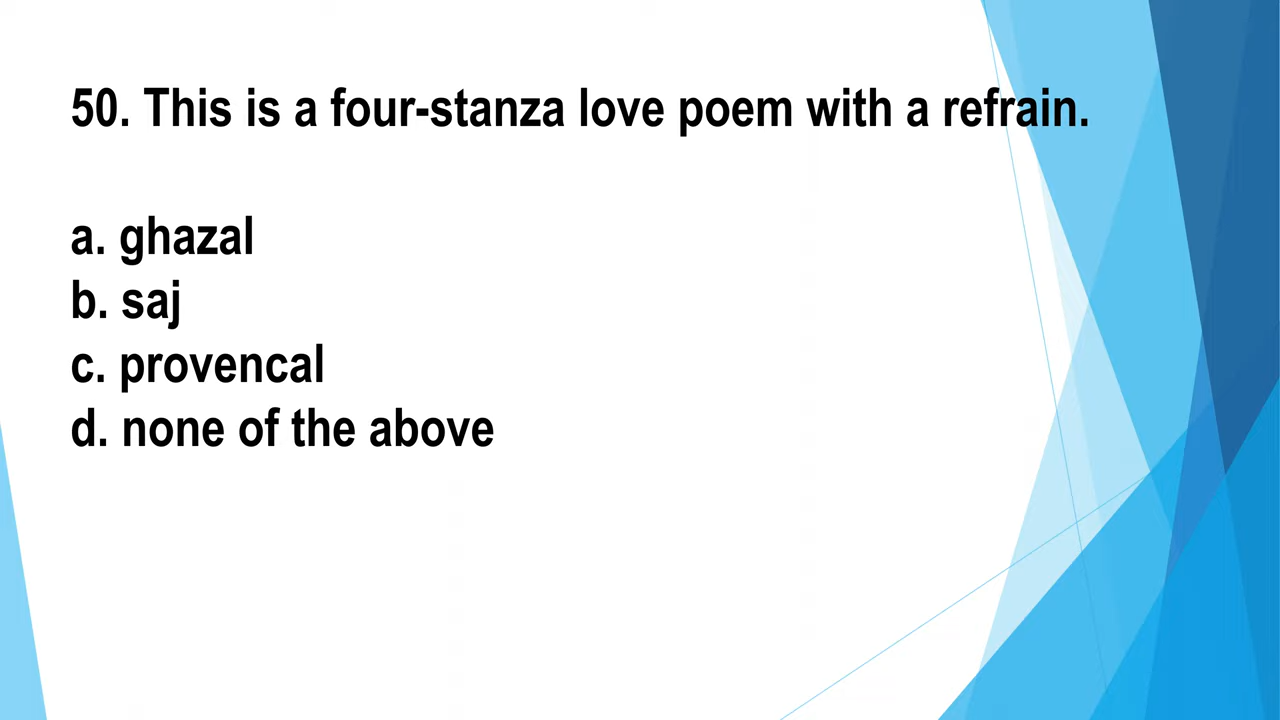 50. This is a four-stanza love poem with a refrain.
a. ghazal
b. saj
c. provencal
d. none of the above